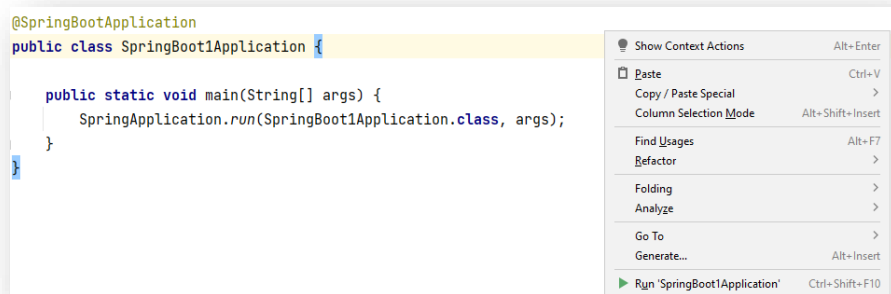 @SpringBootApplication
public class SpringBoot1Application {
public static void main(String[] args) {
SpringApplication.run(SpringBoot1Application.class, args);
}
}
Show Context Actions Alt+Enter
Paste Ctrl+V
Copy / Paste Special >
Column Selection Mode Alt+Shift+Insert
Find Usages Alt+F7
Refactor >
Folding >
Analyze >
Go To >
Generate... Alt+Insert
Run 'SpringBoot1Application' Ctrl+Shift+F10